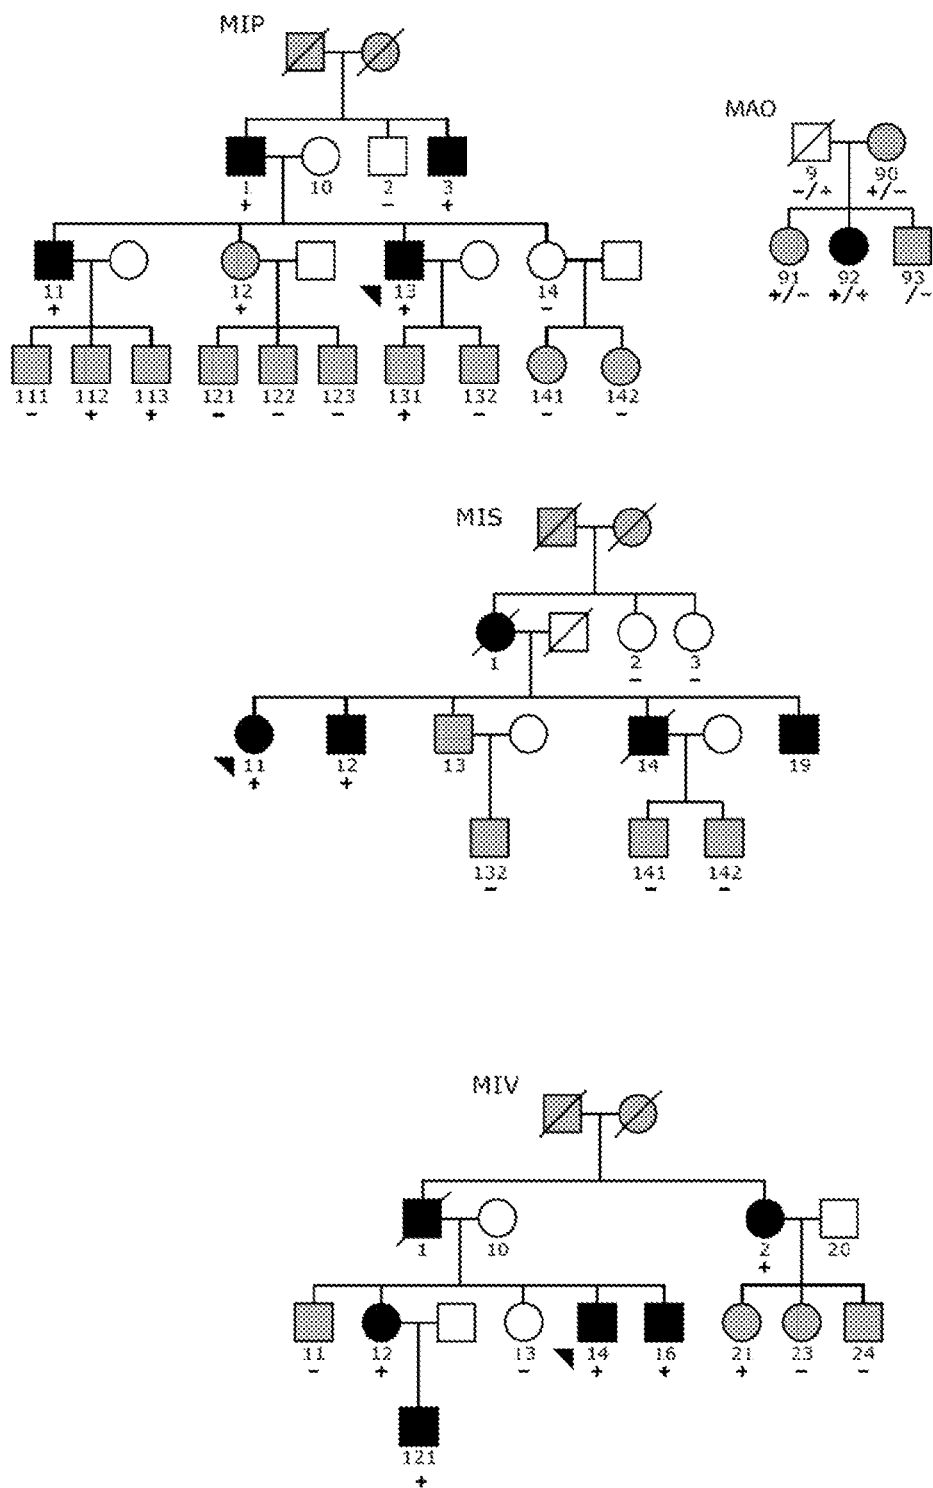 MIP
1 10 2 3
+ - +
11 12 13 14
+ + + -
111 112 113 121 122 123 131 132 141 142
- + + - - - + - - -
MAO
9 90
-/+ +/-
91 92 93
+/- +/+ /-
MIS
1 2 3
- -
11 12 13 14 19
+ +
132 141 142
- - -
MIV
1 10 2 20
+
11 12 13 14 16 21 23 24
- + - + + + - -
121
+